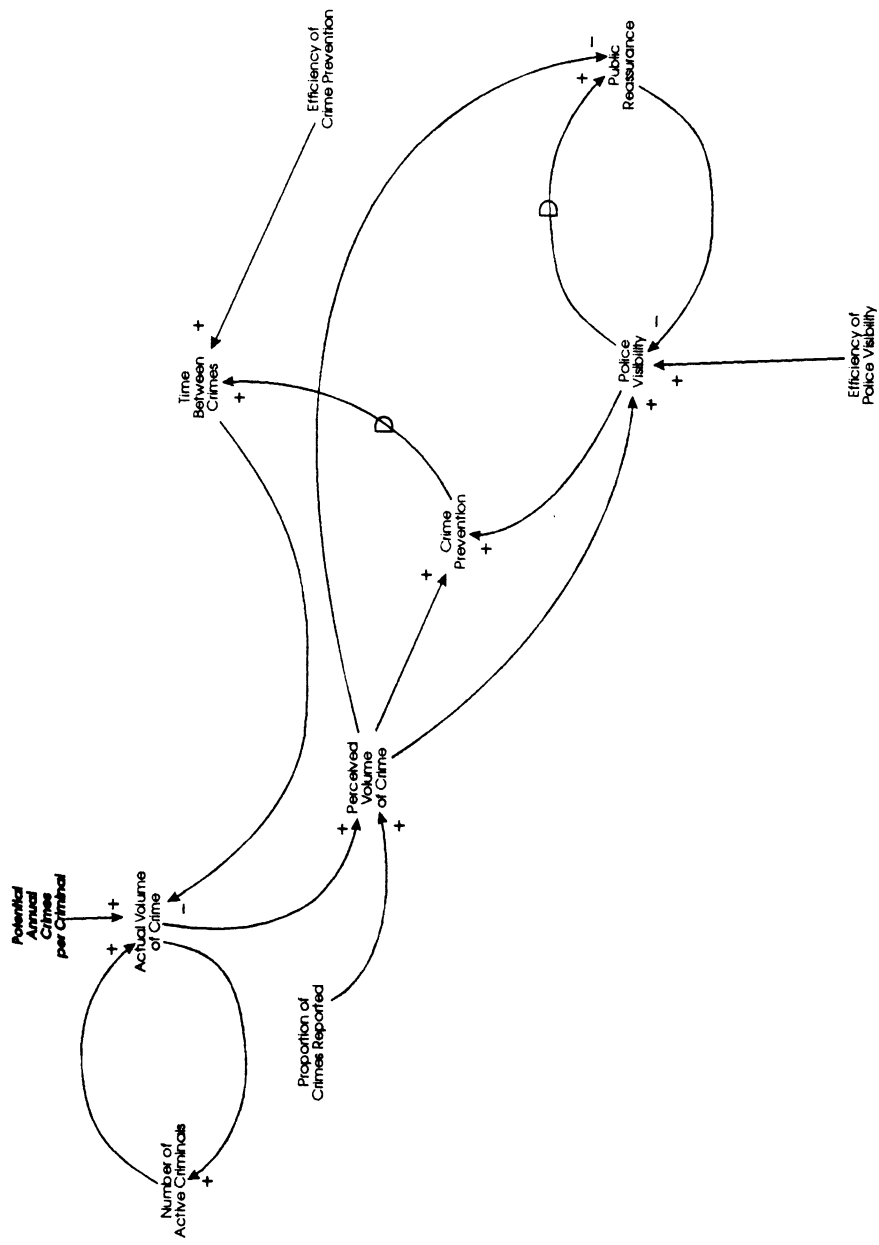 Potential
Annual
Crimes
per Criminal
+
+
Actual Volume
of Crime
−
Number of
Active Criminals
+
Time
Between
Crimes
+
+
Efficiency of
Crime Prevention
Proportion of
Crimes Reported
+
Perceived
Volume
of Crime
+
D
+
Crime
Prevention
+
D
+
−
Public
Reassurance
Police
Visibility
−
+
+
Efficiency of
Police Visibility